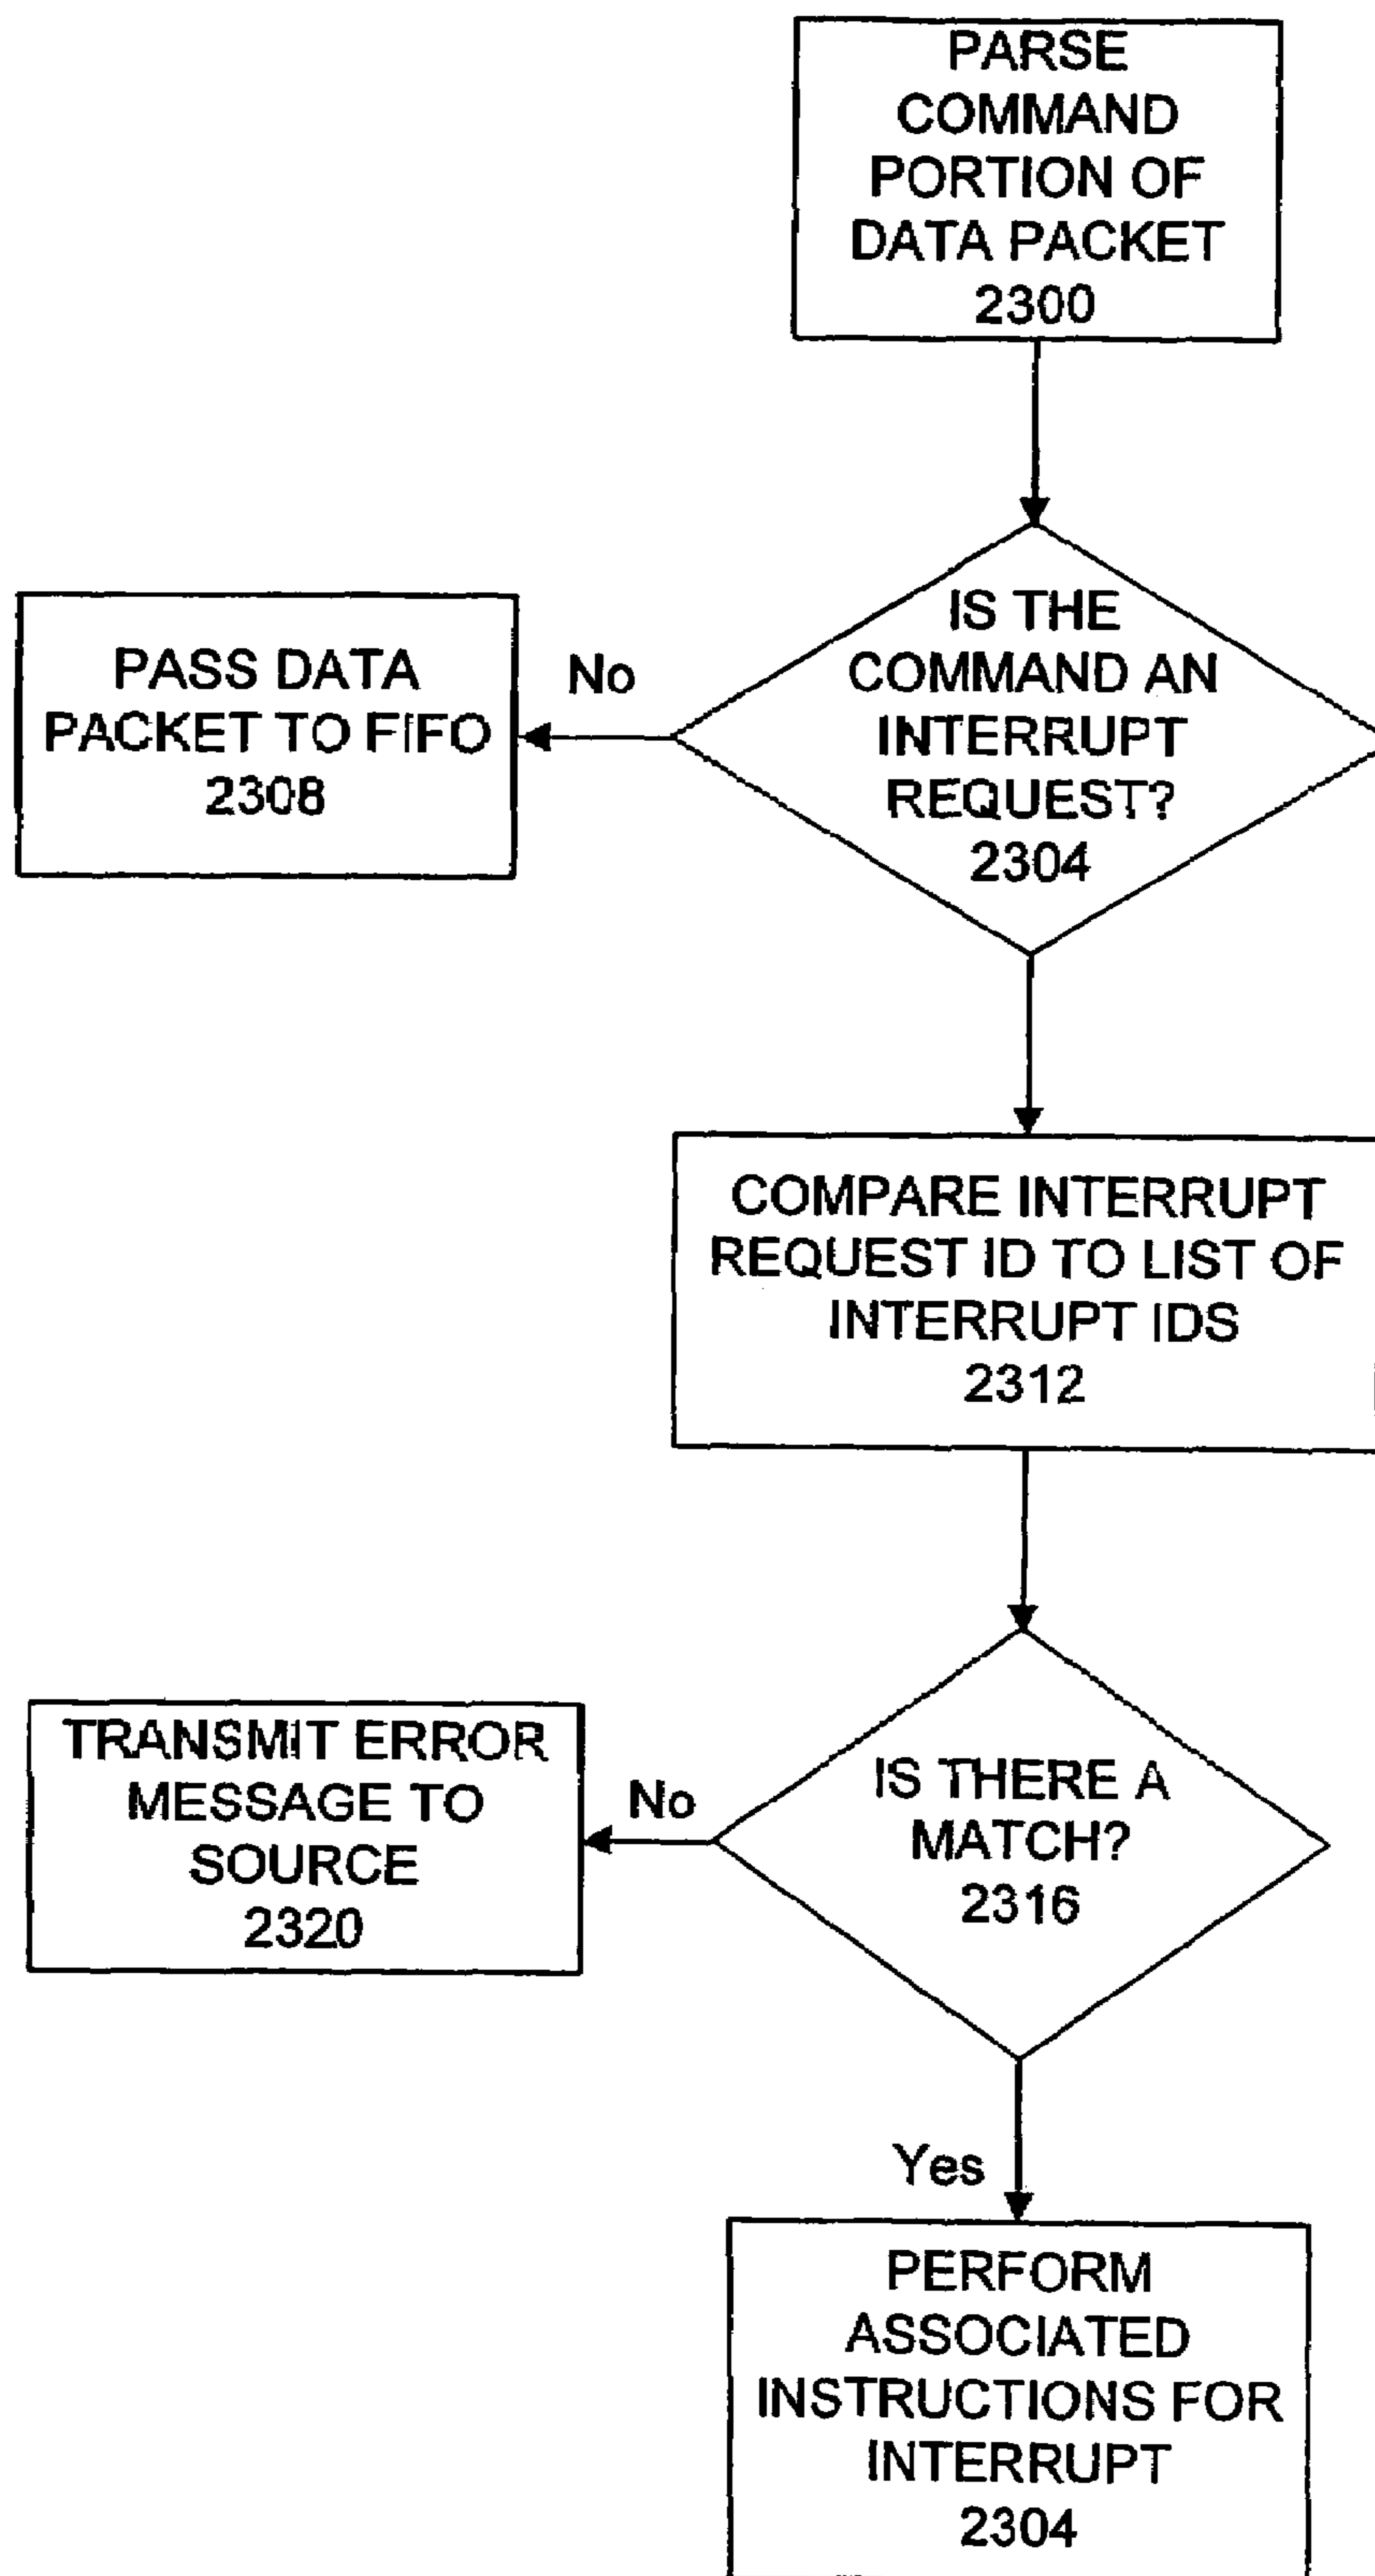 PARSE
COMMAND
PORTION OF
DATA PACKET
2300
IS THE
COMMAND AN
INTERRUPT
REQUEST?
2304
No
PASS DATA
PACKET TO FIFO
2308
COMPARE INTERRUPT
REQUEST ID TO LIST OF
INTERRUPT IDS
2312
IS THERE A
MATCH?
2316
No
TRANSMIT ERROR
MESSAGE TO
SOURCE
2320
Yes
PERFORM
ASSOCIATED
INSTRUCTIONS FOR
INTERRUPT
2304